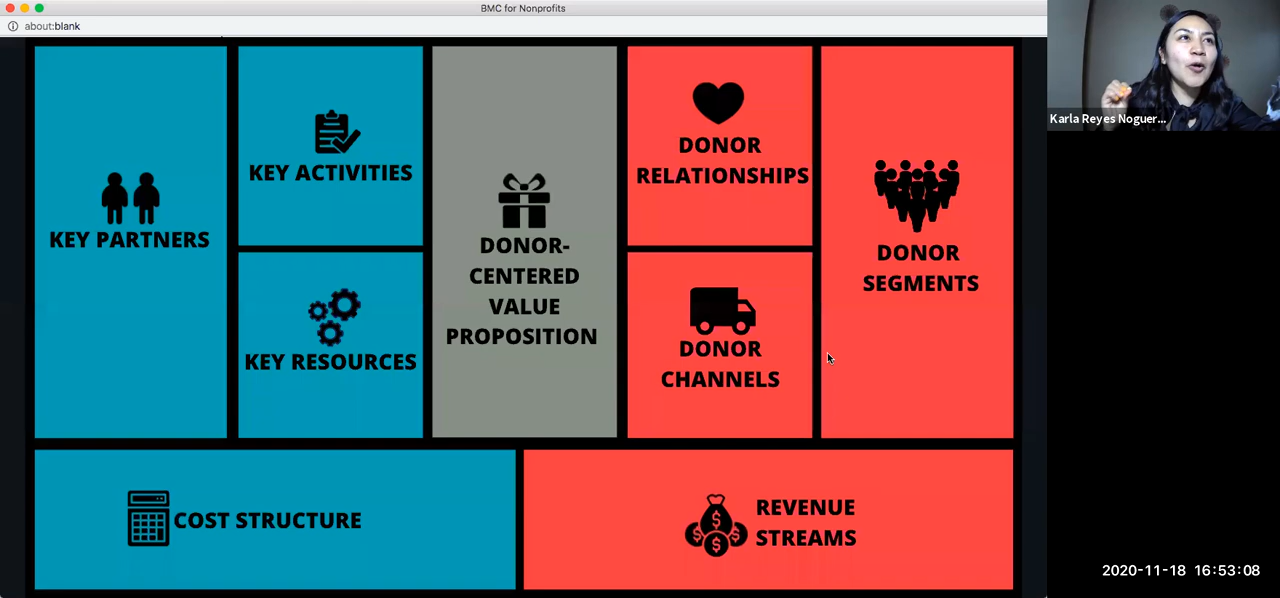 BMC for Nonprofits
about:blank
KEY PARTNERS
KEY ACTIVITIES
KEY RESOURCES
DONOR-
CENTERED
VALUE
PROPOSITION
DONOR
RELATIONSHIPS
DONOR
CHANNELS
DONOR
SEGMENTS
COST STRUCTURE
REVENUE
STREAMS
Karla Reyes Noguer...
2020-11-18 16:53:08